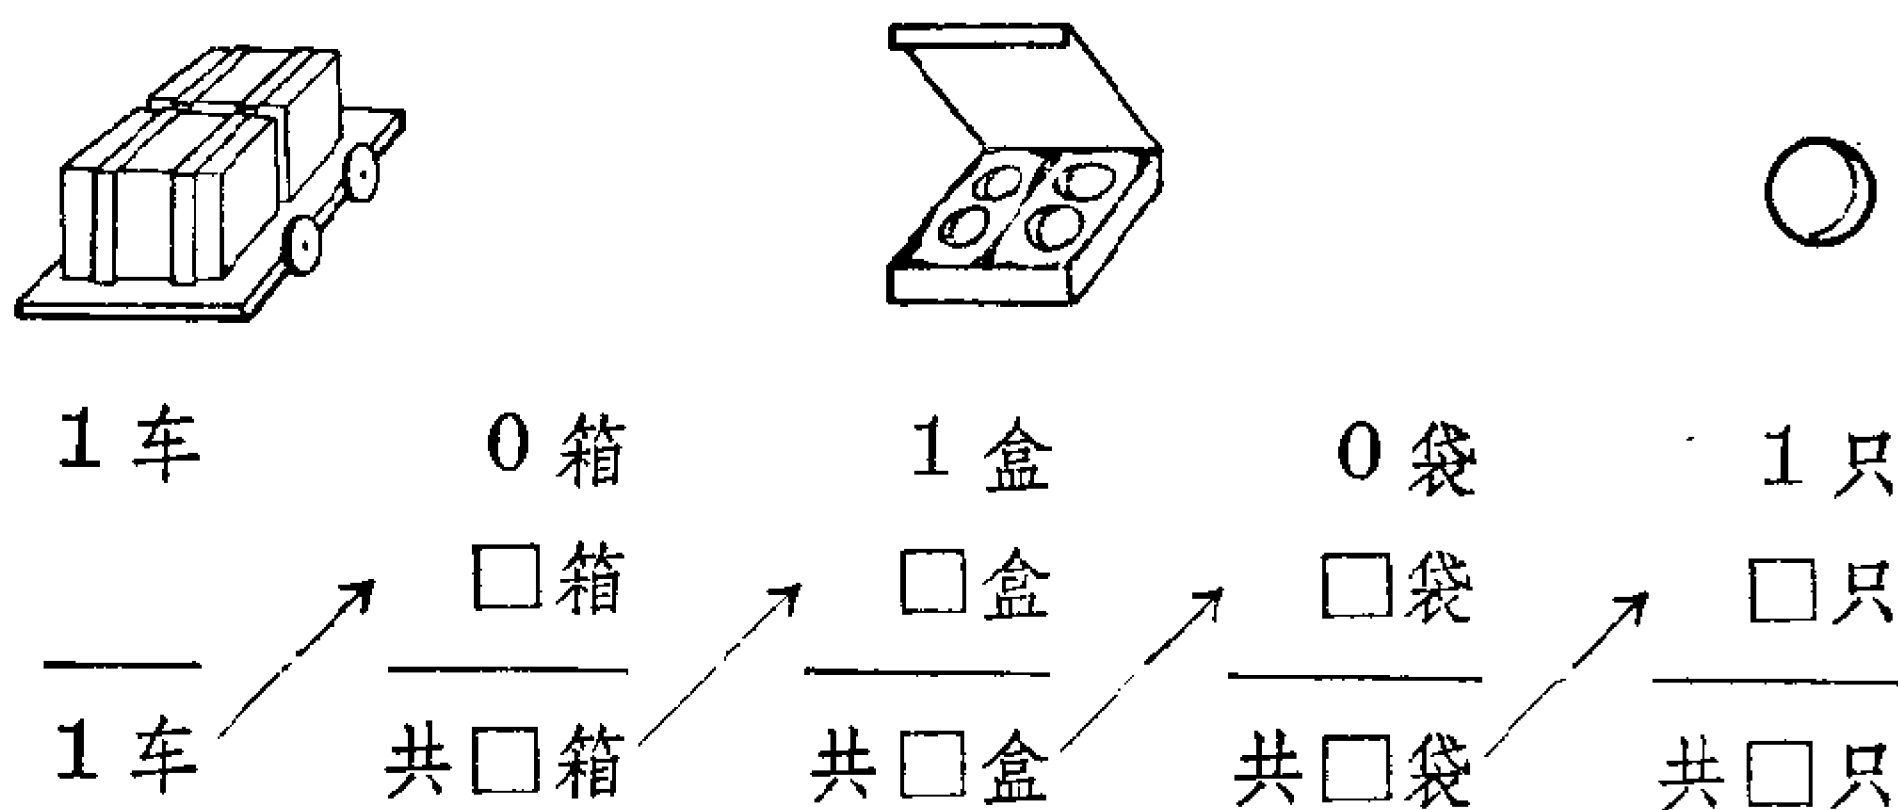 1车 0箱 1盒 0袋 1只
□箱 □盒 □袋 □只
1车 共□箱 共□盒 共□袋 共□只